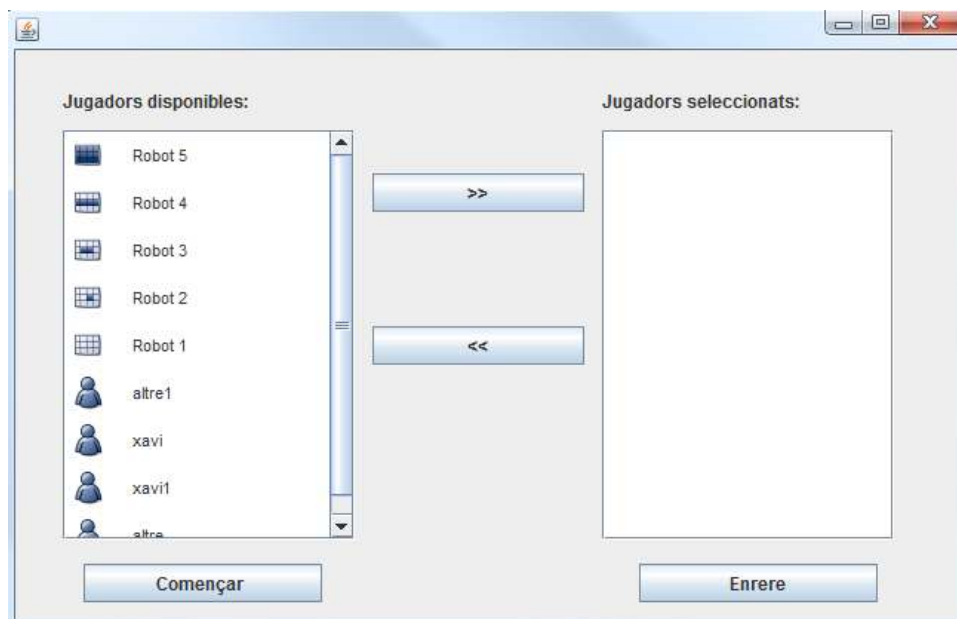 Jugadors disponibles:
Jugadors seleccionats:
Robot 5
Robot 4
Robot 3
Robot 2
Robot 1
altre1
xavi
xavi1
altre
>>
<<
Començar
Enrere